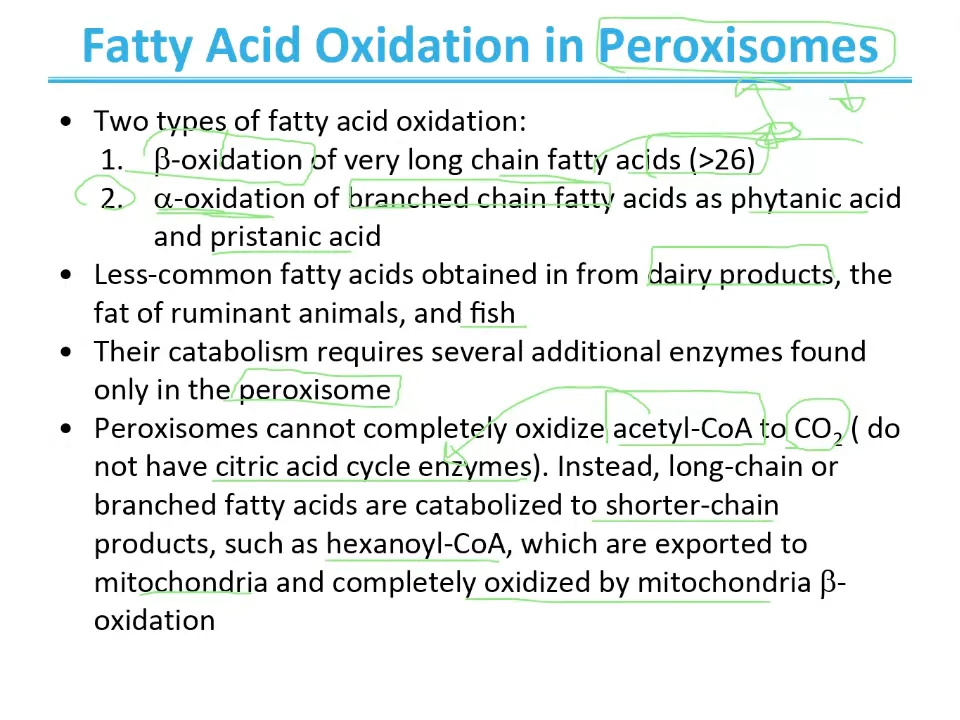 Fatty Acid Oxidation in Peroxisomes
• Two types of fatty acid oxidation:
1. β-oxidation of very long chain fatty acids (>26)
2. α-oxidation of branched chain fatty acids as phytanic acid
and pristanic acid
• Less-common fatty acids obtained in from dairy products, the
fat of ruminant animals, and fish
• Their catabolism requires several additional enzymes found
only in the peroxisome
• Peroxisomes cannot completely oxidize acetyl-CoA to CO₂ ( do
not have citric acid cycle enzymes). Instead, long-chain or
branched fatty acids are catabolized to shorter-chain
products, such as hexanoyl-CoA, which are exported to
mitochondria and completely oxidized by mitochondria β-
oxidation